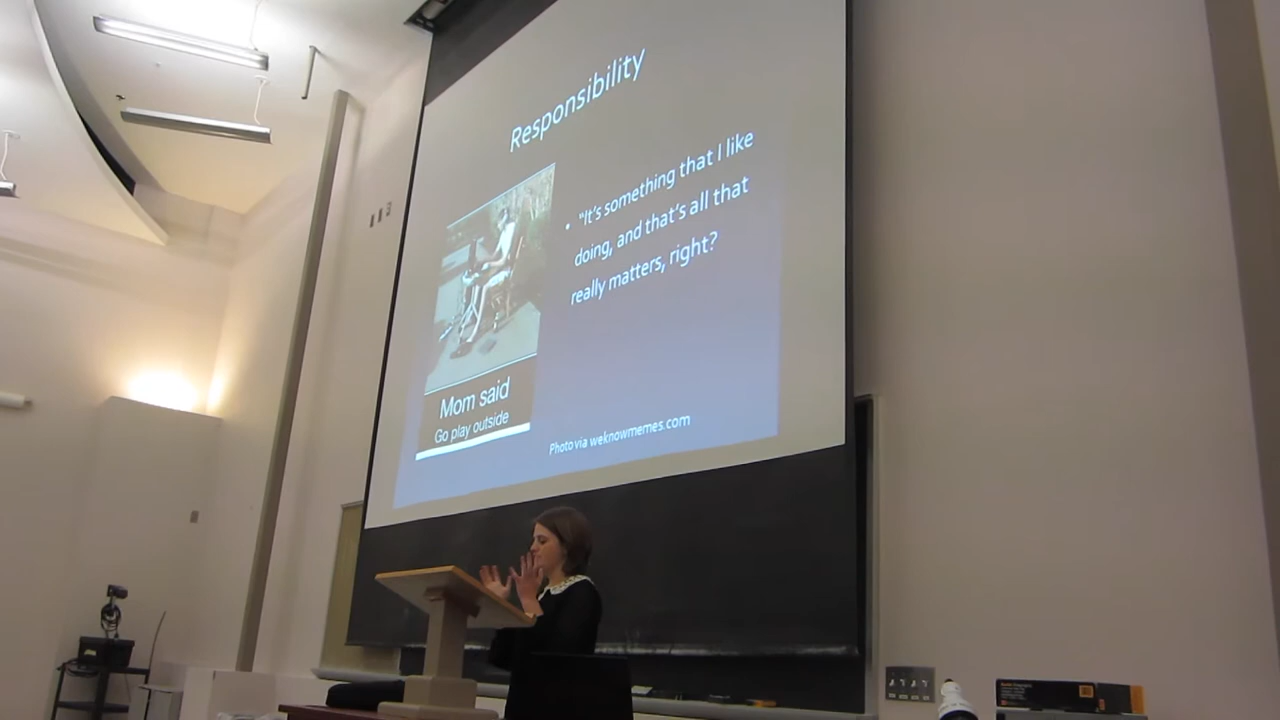 Responsibility
• "It's something that I like
doing, and that's all that
really matters, right?
Mom said
Go play outside
Photo via weknowmemes.com